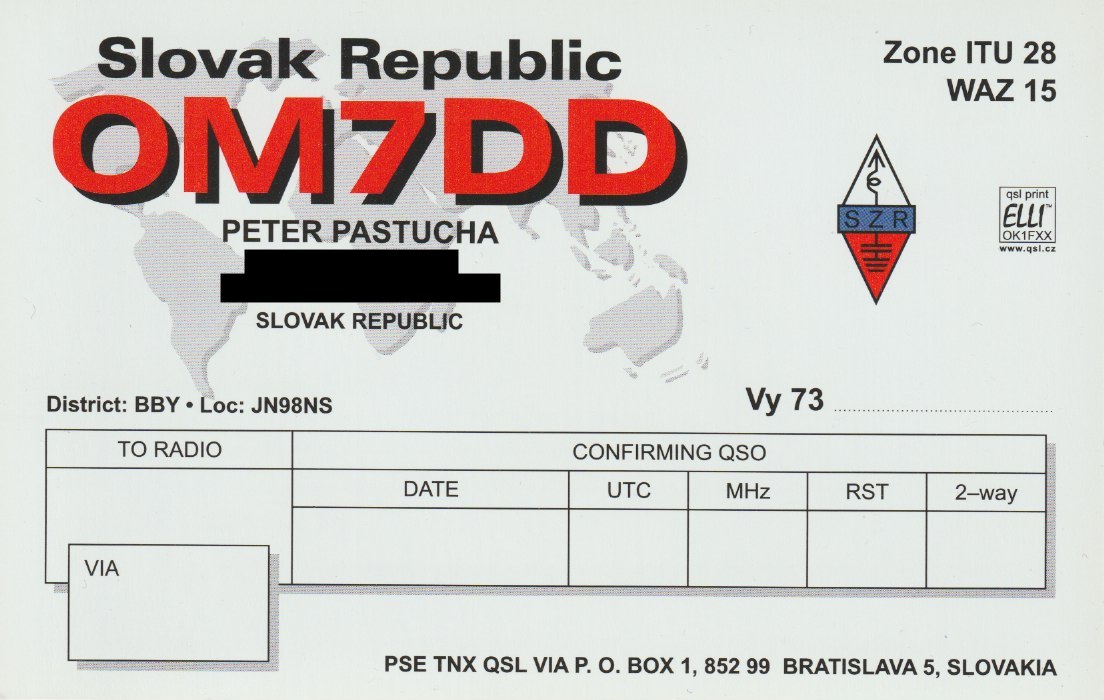 Slovak Republic
OM7DD
PETER PASTUCHA
SLOVAK REPUBLIC
Zone ITU 28
WAZ 15
SZR
qsl print
ELLI™
OK1FXX
www.qsl.cz
District: BBY • Loc: JN98NS
Vy 73
TO RADIO
CONFIRMING QSO
DATE UTC MHz RST 2–way
VIA
PSE TNX QSL VIA P. O. BOX 1, 852 99 BRATISLAVA 5, SLOVAKIA